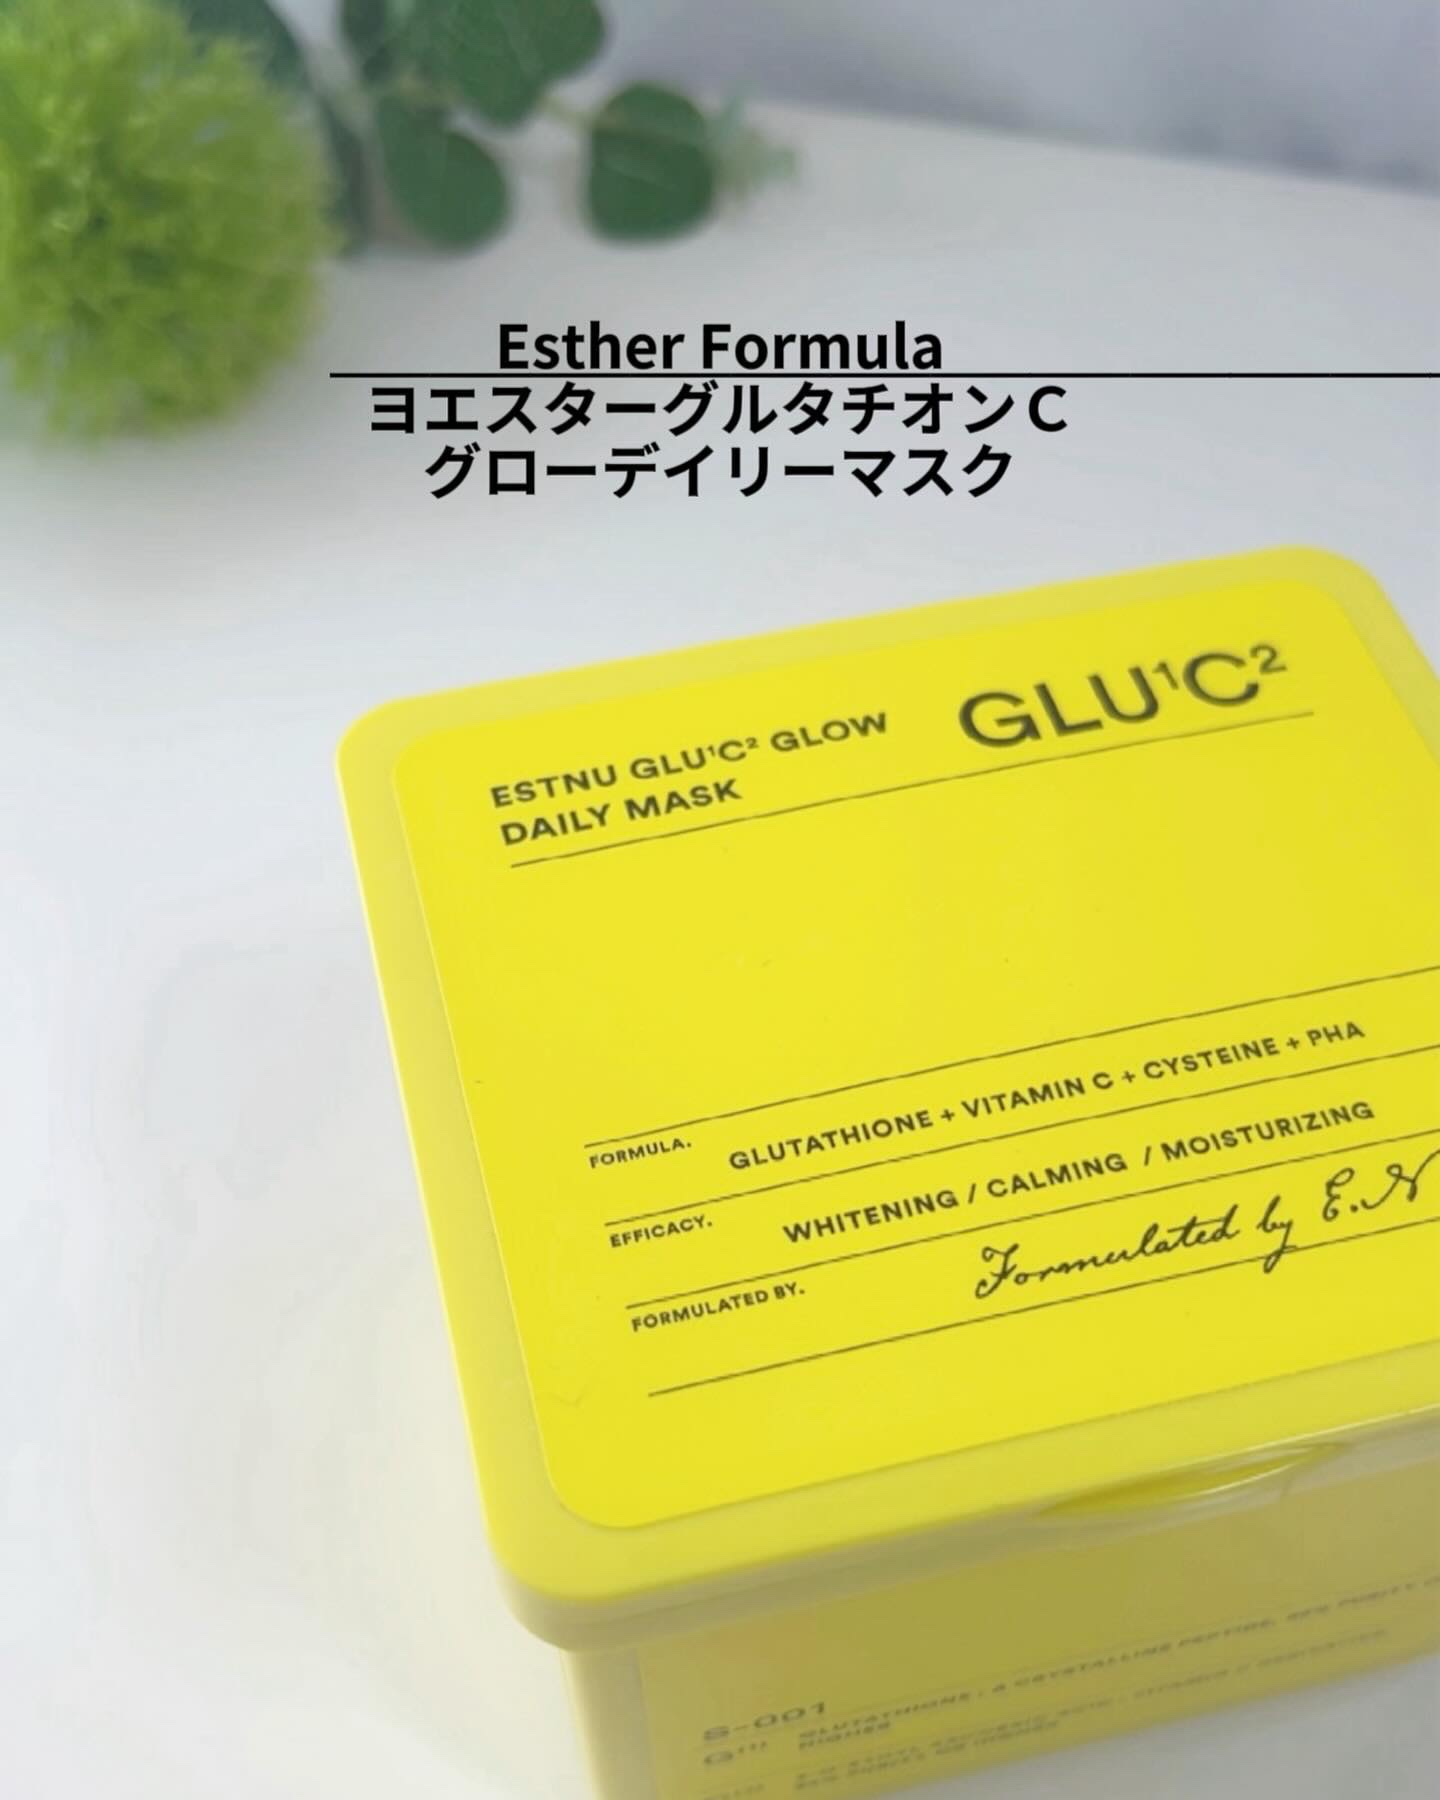 Esther Formula
ヨエスターグルタチオンC
グローデイリーマスク
ESTNU GLU¹C² GLOW
DAILY MASK
GLU¹C²
FORMULA. GLUTATHIONE + VITAMIN C + CYSTEINE + PHA
EFFICACY. WHITENING / CALMING / MOISTURIZING
FORMULATED BY. Formulated by E.N
S-001